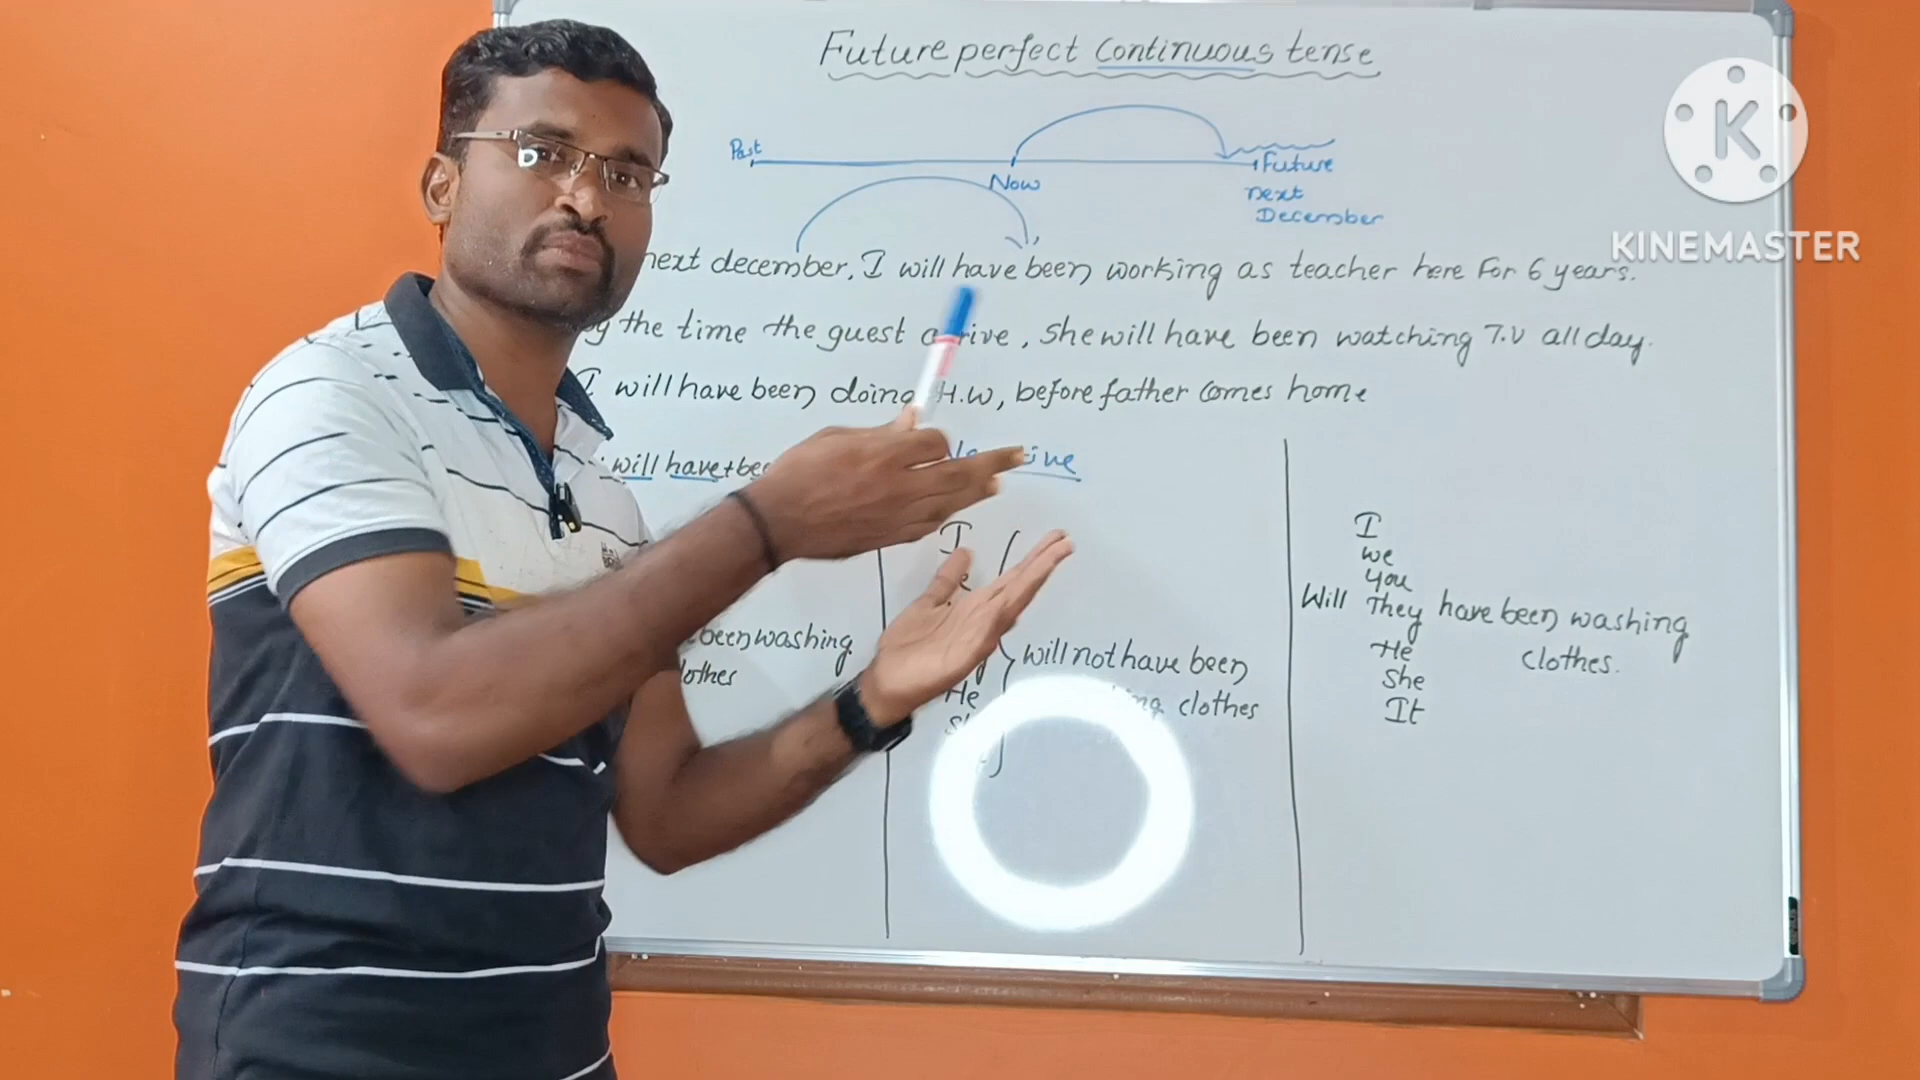 Future perfect continuous tense
Past
Now
Future
next
December
K
KINEMASTER
next december, I will have been working as teacher here for 6 years.
the time the guest arrive, she will have been watching T.V all day.
I will have been doing H.W, before father comes home
will have + bee
ive
been washing
lothes
I
He
will not have been
clothes
I
we
you
Will They have been washing
He clothes.
She
It